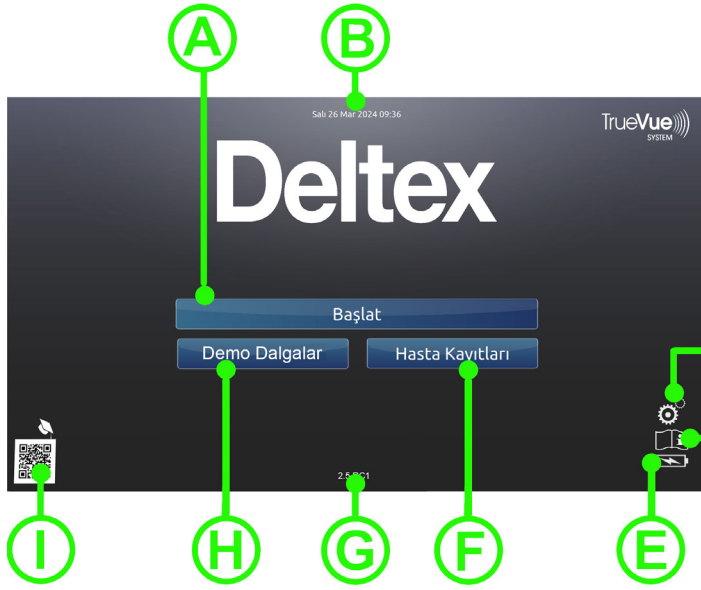 A
B
Salı 26 Mar 2024 09:36
TrueVue
SYSTEM
Deltex
Başlat
Demo Dalgalar
Hasta Kayıtları
I
H
G
F
E